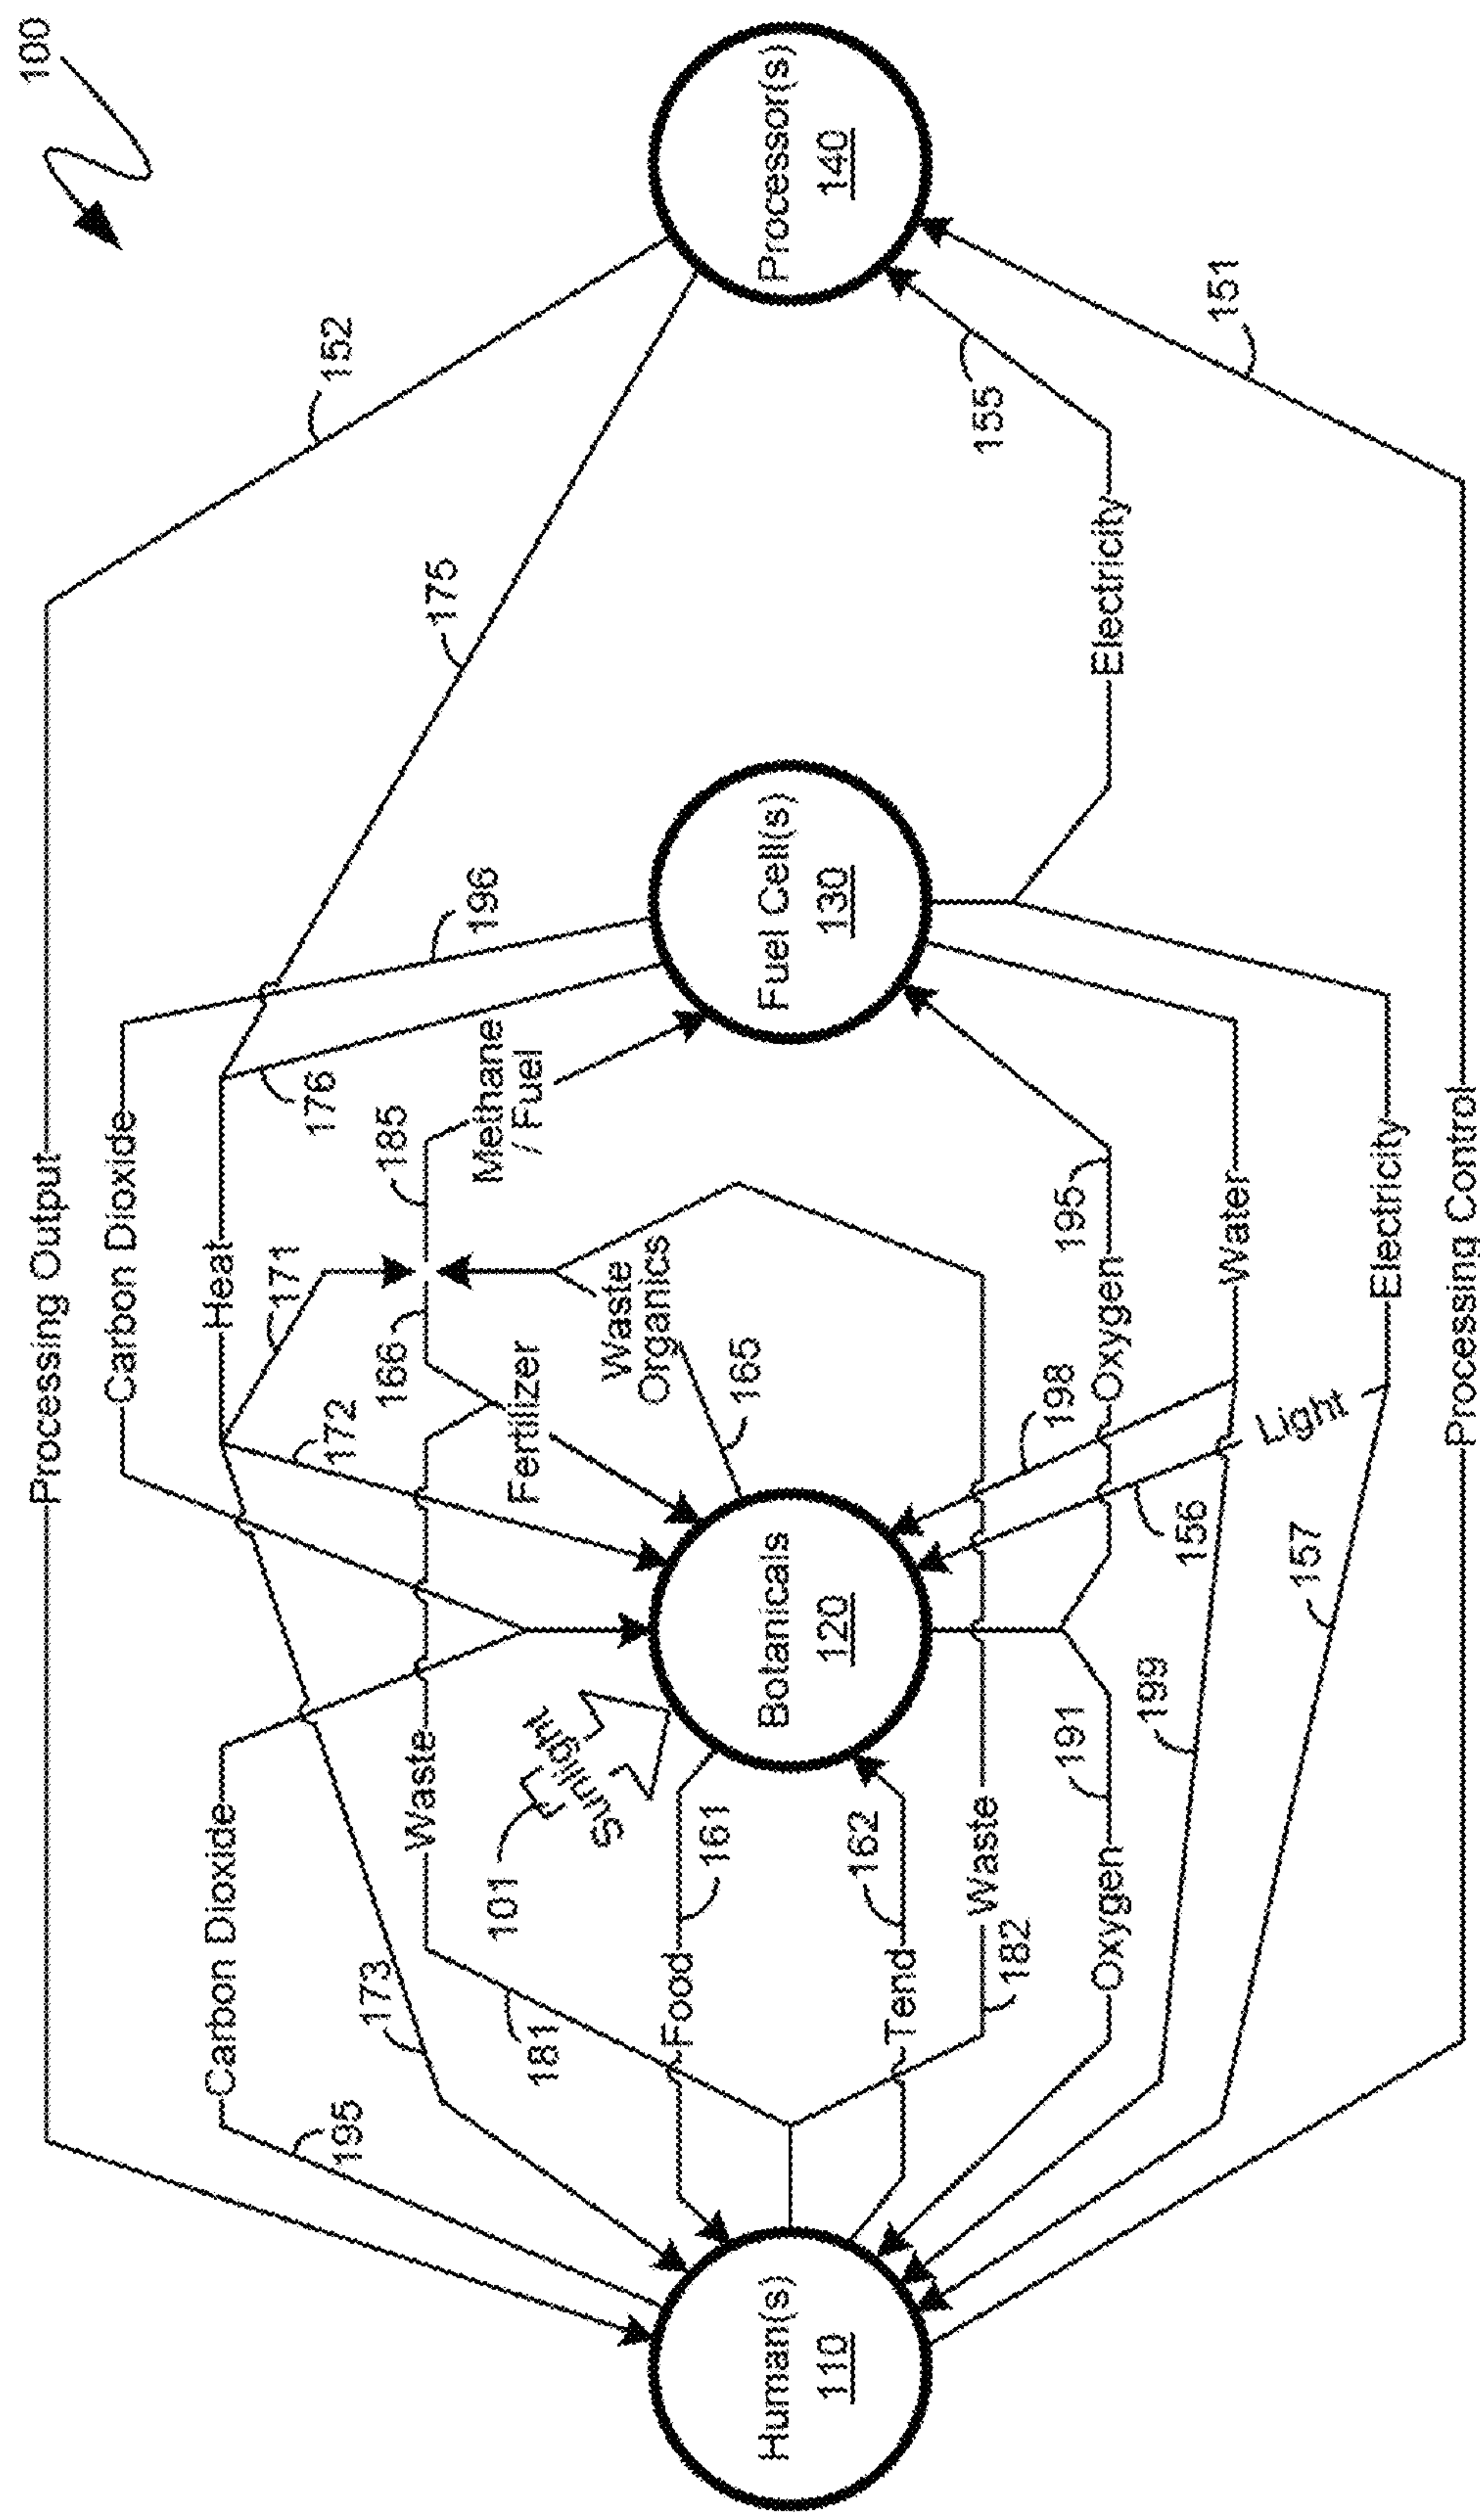 100
Processing Output
152
Carbon Dioxide
Carbon Dioxide
196
195
Heat
175
173
172
171
176
Waste
181
166
185
Fertilizer
Methane
/ Fuel
101
Sunlight
Waste
Organics
165
Food
161
Human(s)
110
Botanicals
120
Fuel Cell(s)
130
Processor(s)
140
Tend
162
Waste
182
Oxygen
191
Oxygen
195
198
Light
156
199
Water
157
Electricity
Electricity
155
151
Processing Control